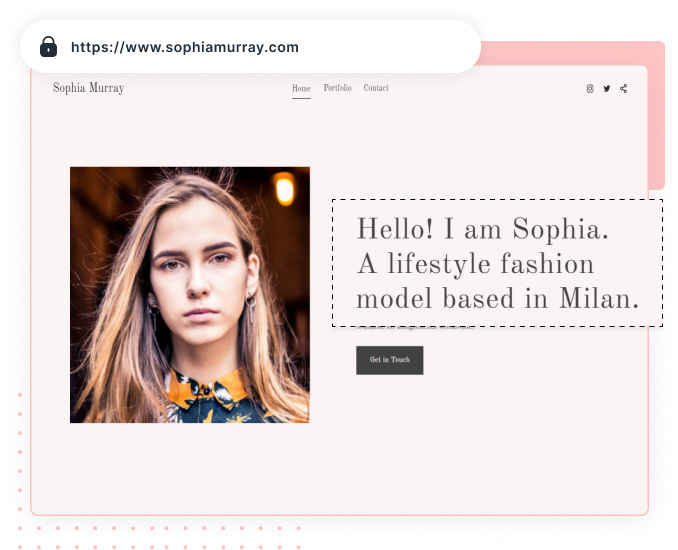 https://www.sophiamurray.com
Sophia Murray
Home Portfolio Contact
Hello! I am Sophia.
A lifestyle fashion
model based in Milan.
Get in Touch